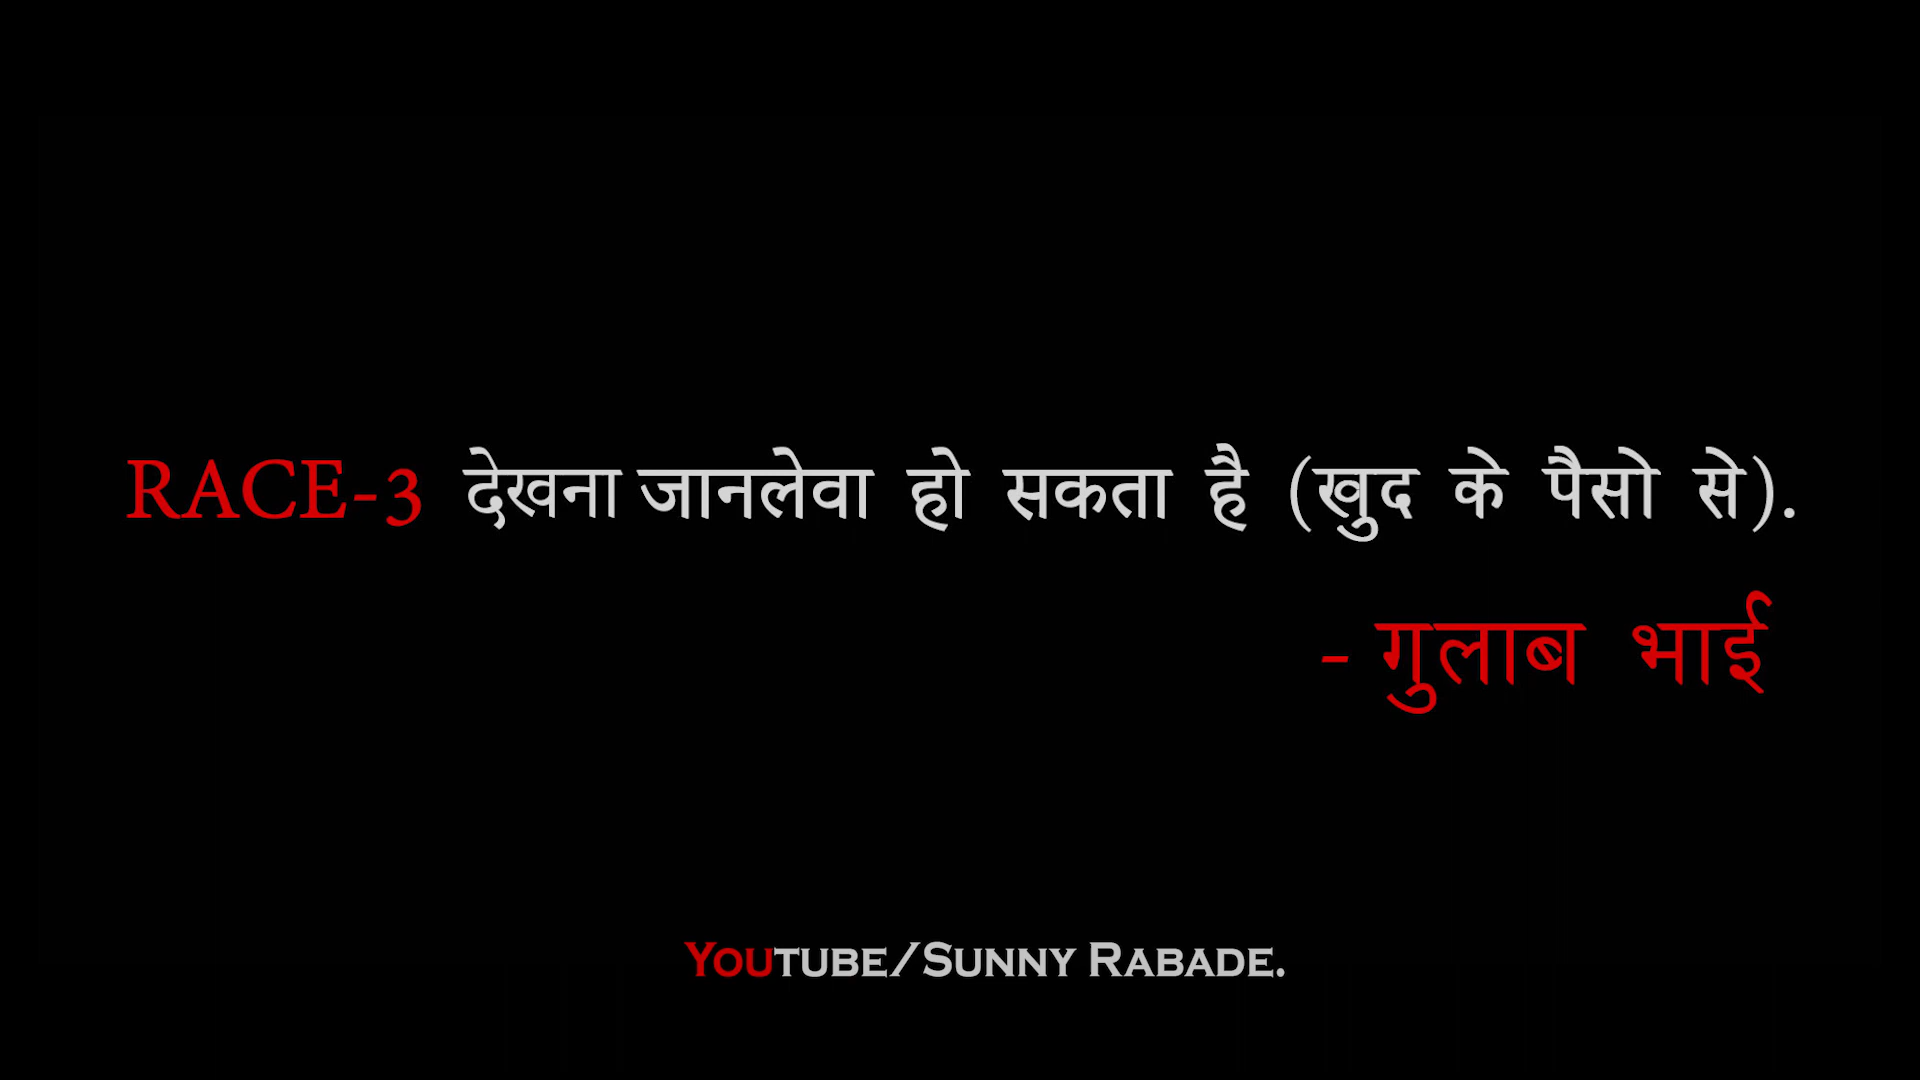 RACE-3 देखना जानलेवा हो सकता है (खुद के पैसो से).
- गुलाब भाई
YOUTUBE/SUNNY RABADE.